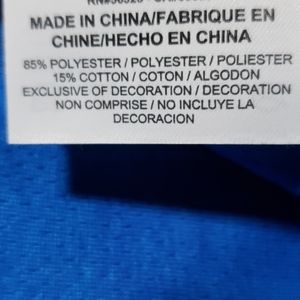 MADE IN CHINA/FABRIQUE EN
CHINE/HECHO EN CHINA
85% POLYESTER / POLYESTER / POLIESTER
15% COTTON / COTON / ALGODON
EXCLUSIVE OF DECORATION / DECORATION
NON COMPRISE / NO INCLUYE LA
DECORACION